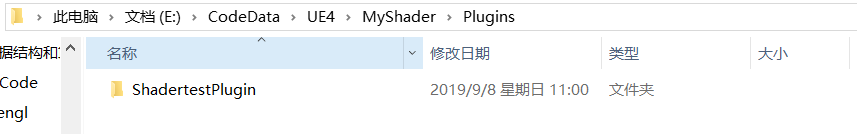 此电脑 > 文档 (E:) > CodeData > UE4 > MyShader > Plugins
名称 修改日期 类型 大小
ShadertestPlugin 2019/9/8 星期日 11:00 文件夹
Code
engl